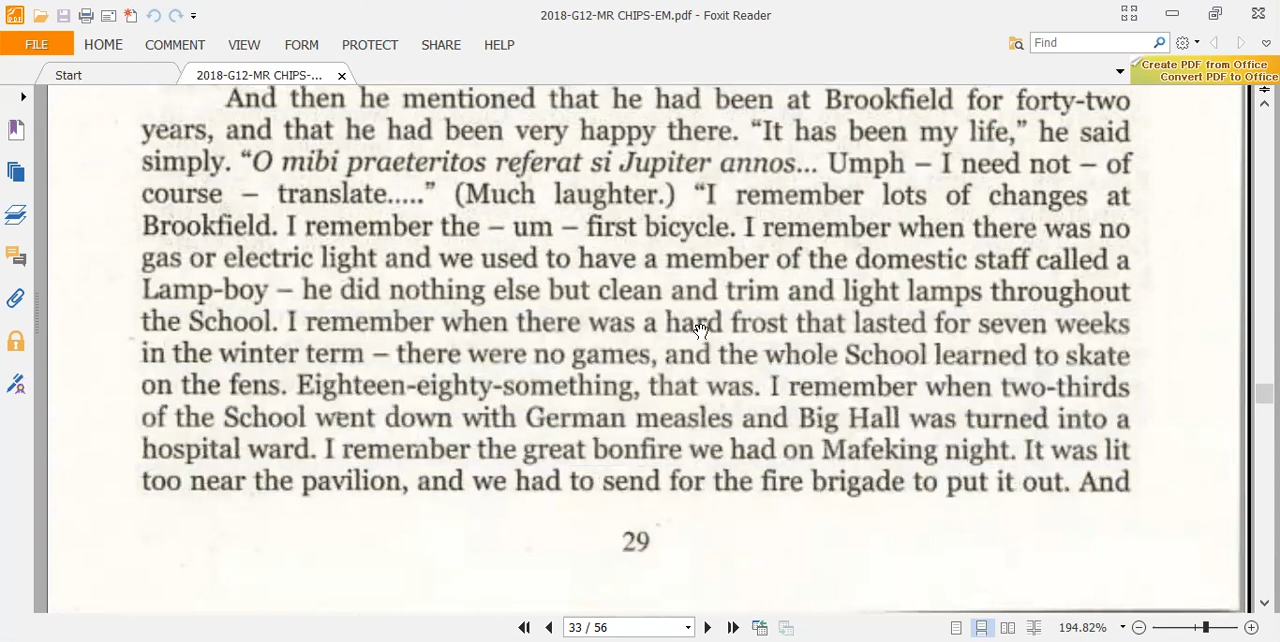 2018-G12-MR CHIPS-EM.pdf - Foxit Reader
FILE HOME COMMENT VIEW FORM PROTECT SHARE HELP Find
Start 2018-G12-MR CHIPS-... Create PDF from Office
Convert PDF to Office
And then he mentioned that he had been at Brookfield for forty-two
years, and that he had been very happy there. “It has been my life,” he said
simply. “O mibi praeteritos referat si Jupiter annos... Umph – I need not – of
course – translate.....” (Much laughter.) “I remember lots of changes at
Brookfield. I remember the – um – first bicycle. I remember when there was no
gas or electric light and we used to have a member of the domestic staff called a
Lamp-boy – he did nothing else but clean and trim and light lamps throughout
the School. I remember when there was a hard frost that lasted for seven weeks
in the winter term – there were no games, and the whole School learned to skate
on the fens. Eighteen-eighty-something, that was. I remember when two-thirds
of the School went down with German measles and Big Hall was turned into a
hospital ward. I remember the great bonfire we had on Mafeking night. It was lit
too near the pavilion, and we had to send for the fire brigade to put it out. And
29
33 / 56 194.82%